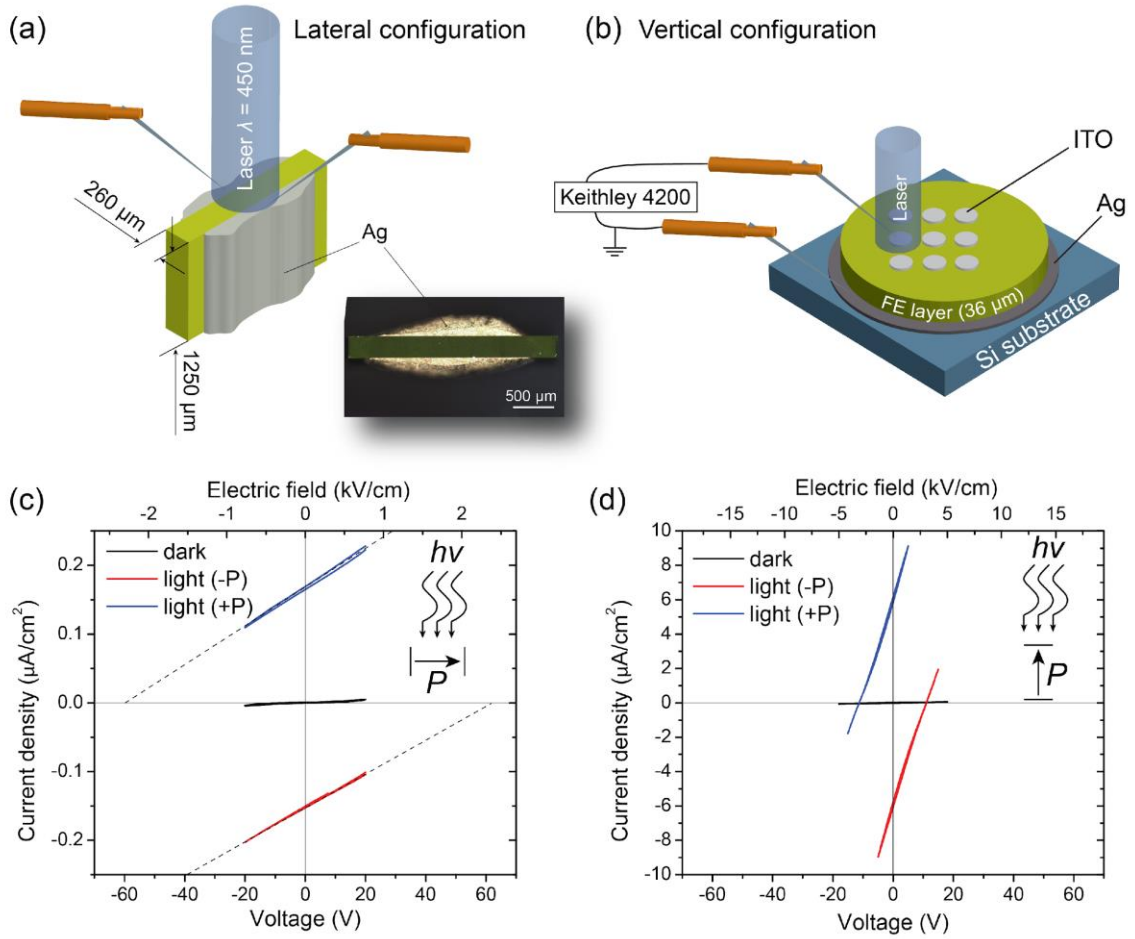 (a) Lateral configuration
Laser λ = 450 nm
260 μm
Ag
1250 μm
500 μm
(b) Vertical configuration
ITO
Ag
Keithley 4200
Laser
FE layer (36 μm)
Si substrate
(c)
Electric field (kV/cm)
-2 -1 0 1 2
dark
light (-P)
light (+P)
hν
P
0.2
0.1
0.0
-0.1
-0.2
Current density (μA/cm²)
-60 -40 -20 0 20 40 60
Voltage (V)
(d)
Electric field (kV/cm)
-15 -10 -5 0 5 10 15
dark
light (-P)
light (+P)
hν
P
10
8
6
4
2
0
-2
-4
-6
-8
-10
Current density (μA/cm²)
-60 -40 -20 0 20 40 60
Voltage (V)